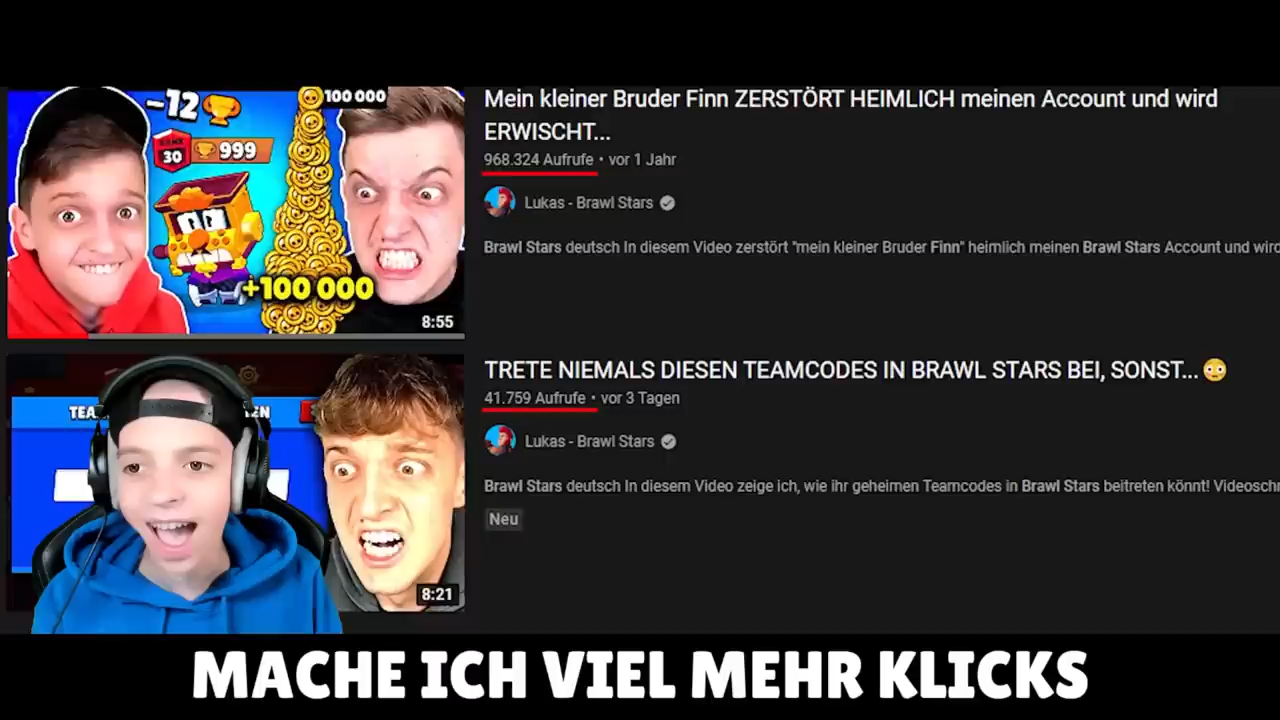 -12
100 000
RANK
30
999
+100 000
8:55
Mein kleiner Bruder Finn ZERSTÖRT HEIMLICH meinen Account und wird
ERWISCHT...
968.324 Aufrufe • vor 1 Jahr
Lukas - Brawl Stars
Brawl Stars deutsch In diesem Video zerstört "mein kleiner Bruder Finn" heimlich meinen Brawl Stars Account und wird
8:21
TRETE NIEMALS DIESEN TEAMCODES IN BRAWL STARS BEI, SONST... 😳
41.759 Aufrufe • vor 3 Tagen
Lukas - Brawl Stars
Brawl Stars deutsch In diesem Video zeige ich, wie ihr geheimen Teamcodes in Brawl Stars beitreten könnt!
Neu
MACHE ICH VIEL MEHR KLICKS